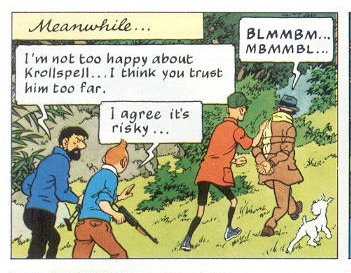 Meanwhile...
I'm not too happy about
Krollspell...I think you trust
him too far.
I agree it's
risky...
BLMMBM...
MBMMBL...